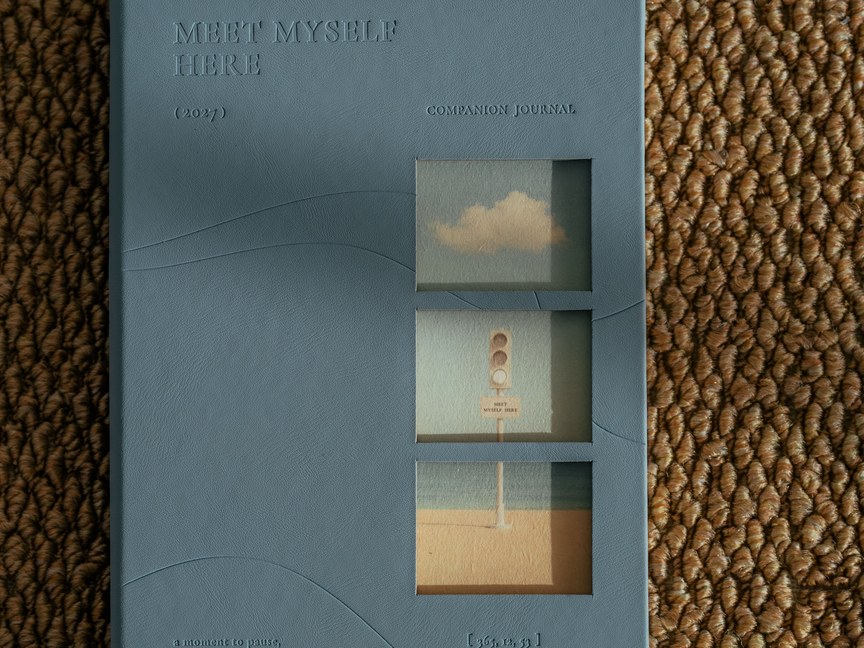 MEET MYSELF
HERE
(2027)
COMPANION JOURNAL
MEET
MYSELF HERE
a moment to pause,
[ 365, 12, 53 ]